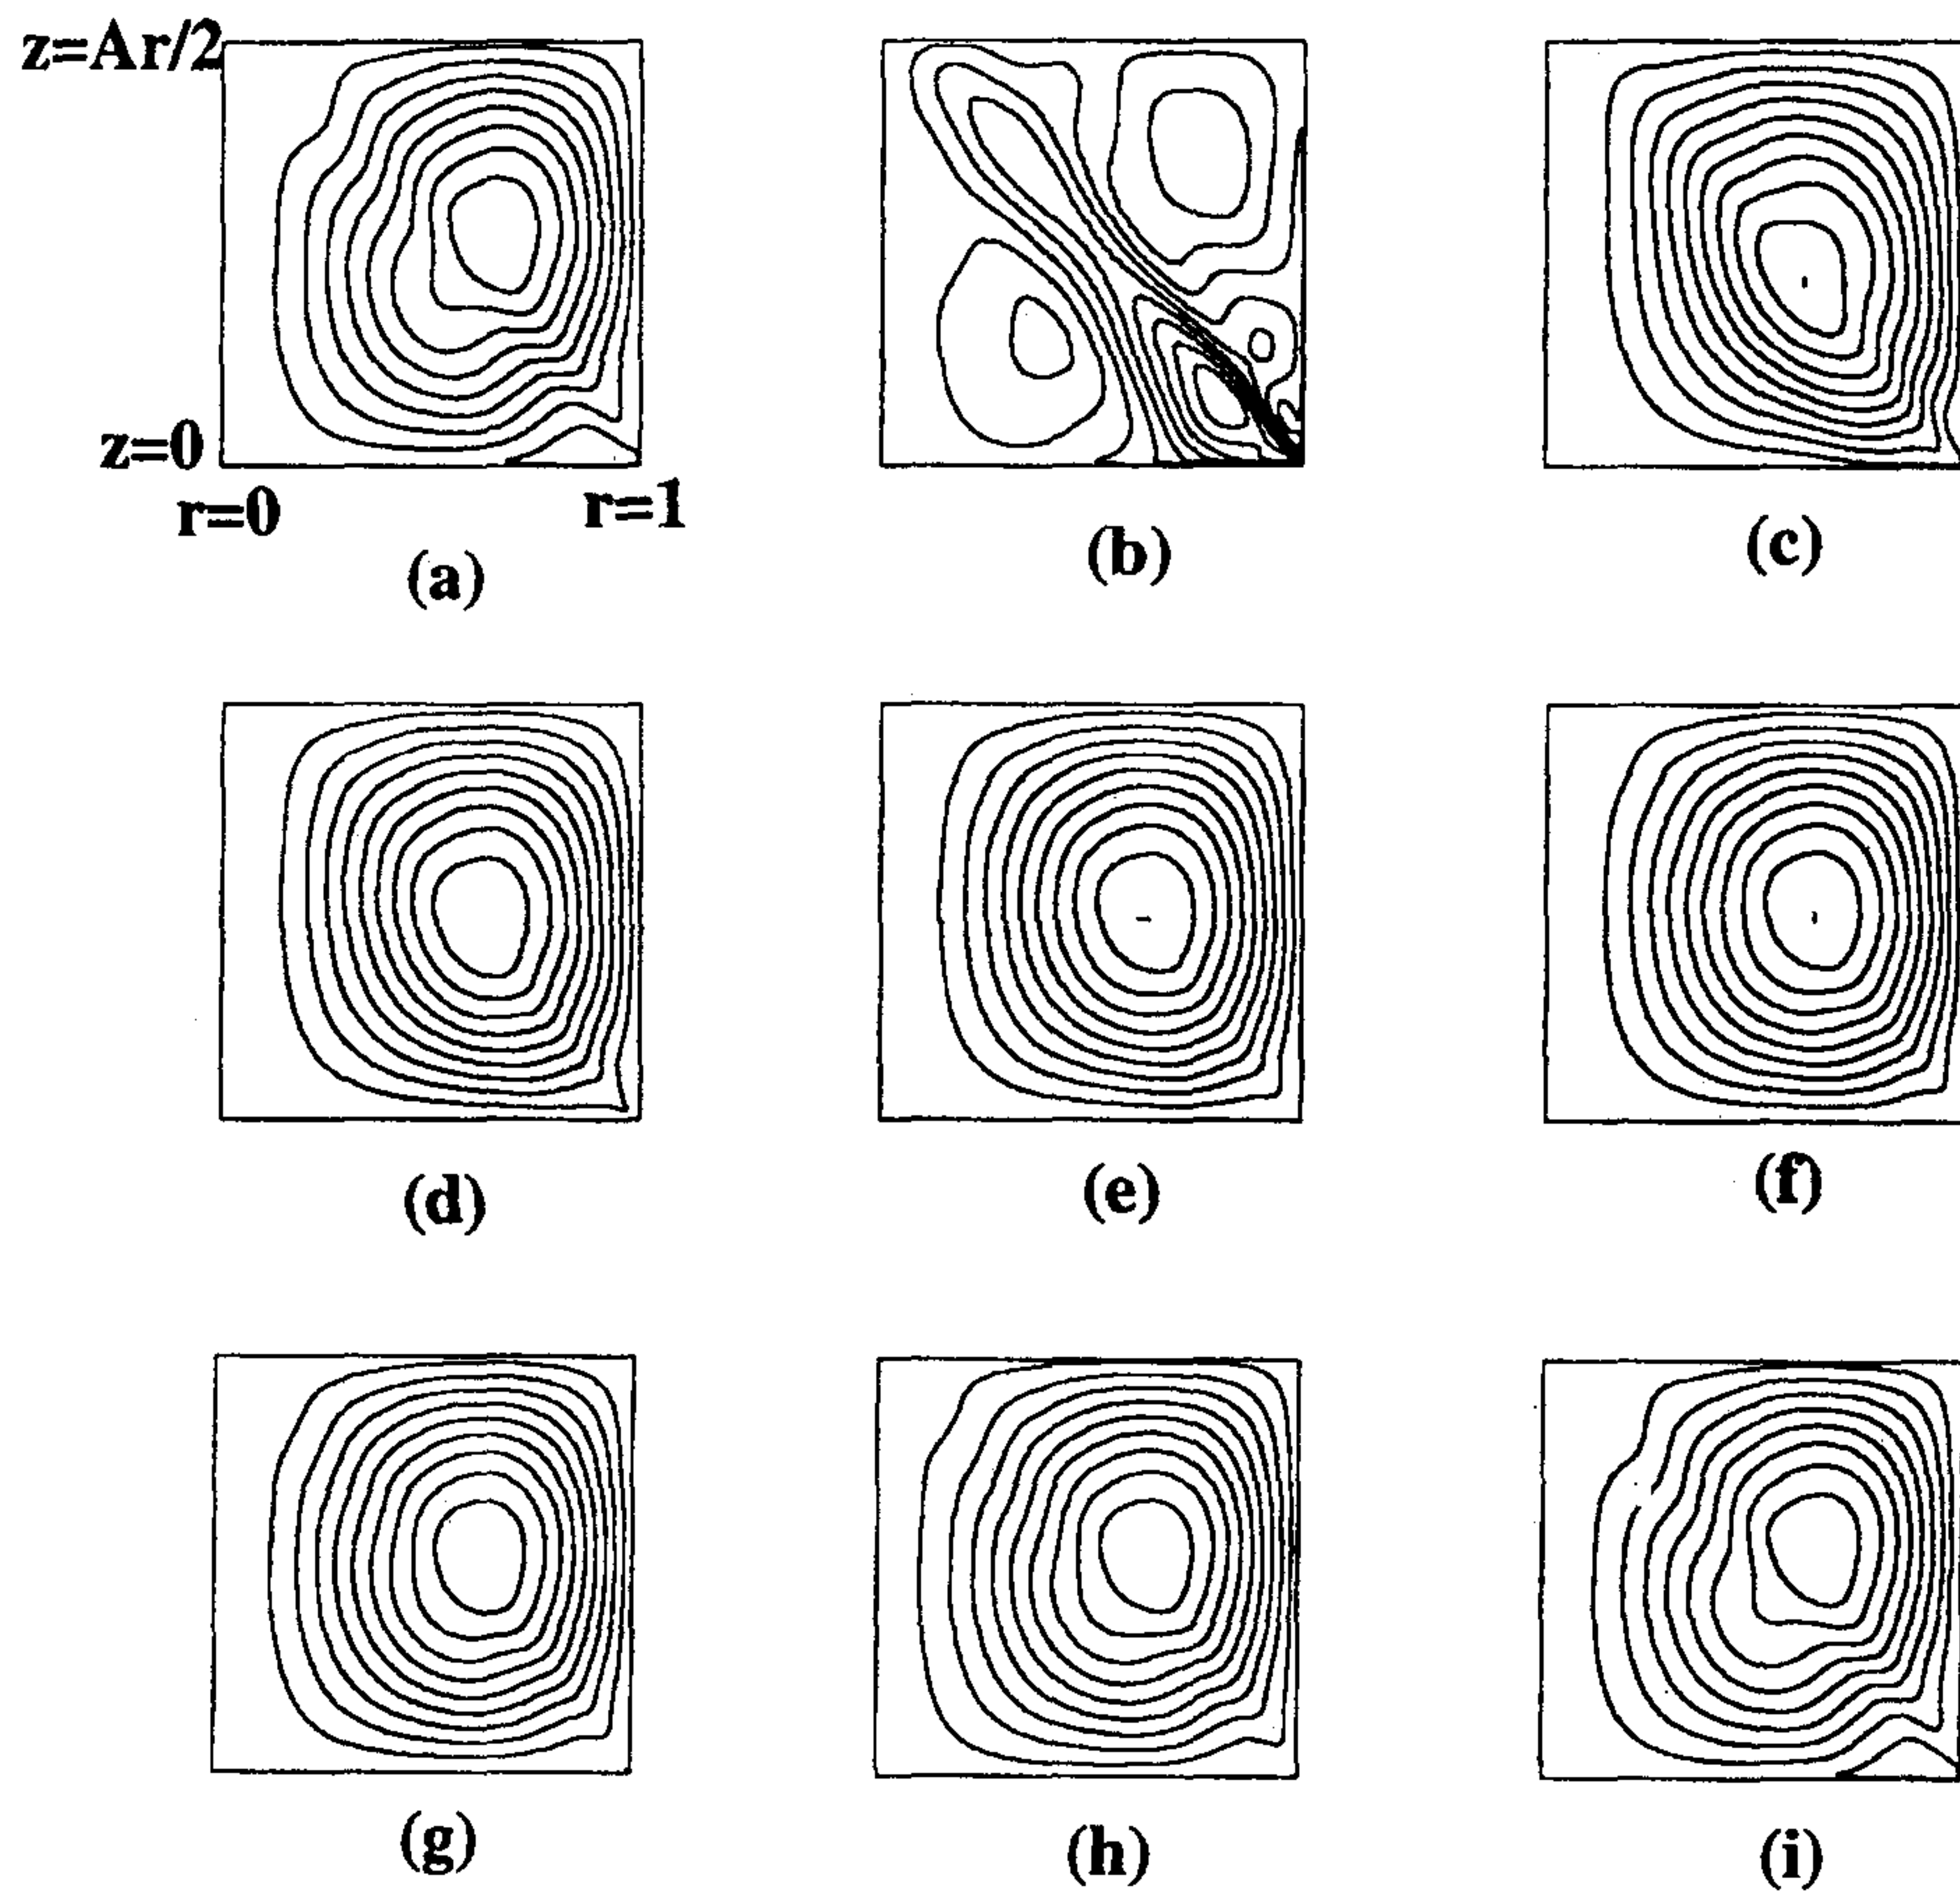 z=Ar/2
z=0
r=0
r=1
(a)
(b)
(c)
(d)
(e)
(f)
(g)
(h)
(i)